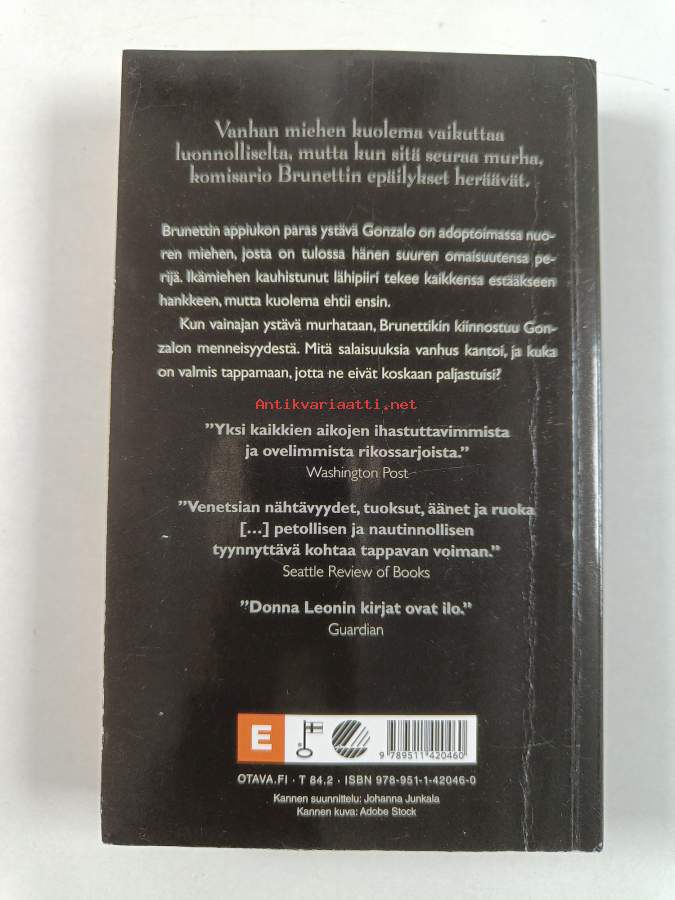 Vanhan miehen kuolema vaikuttaa
luonnolliselta, mutta kun sitä seuraa murha,
komisario Brunettin epäilykset heräävät.
Brunettin appiukon paras ystävä Gonzalo on adoptoimassa nuo-
ren miehen, josta on tulossa hänen suuren omaisuutensa pe-
rijä. Ikämiehen kauhistunut lähipiiri tekee kaikkensa estääkseen
hankkeen, mutta kuolema ehtii ensin.
Kun vainajan ystävä murhataan, Brunettikin kiinnostuu Gon-
zalon menneisyydestä. Mitä salaisuuksia vanhus kantoi, ja kuka
on valmis tappamaan, jotta ne eivät koskaan paljastuisi?
Antikvariaatti.net
”Yksi kaikkien aikojen ihastuttavimmista
ja ovelimmista rikossarjoista.”
Washington Post
”Venetsian nähtävyydet, tuoksut, äänet ja ruoka
[...] petollisen ja nautinnollisen
tyynnyttävä kohtaa tappavan voiman.”
Seattle Review of Books
”Donna Leonin kirjat ovat ilo.”
Guardian
E
9 789511 420460
OTAVA.FI · T 84.2 · ISBN 978-951-1-42046-0
Kannen suunnittelu: Johanna Junkala
Kannen kuva: Adobe Stock